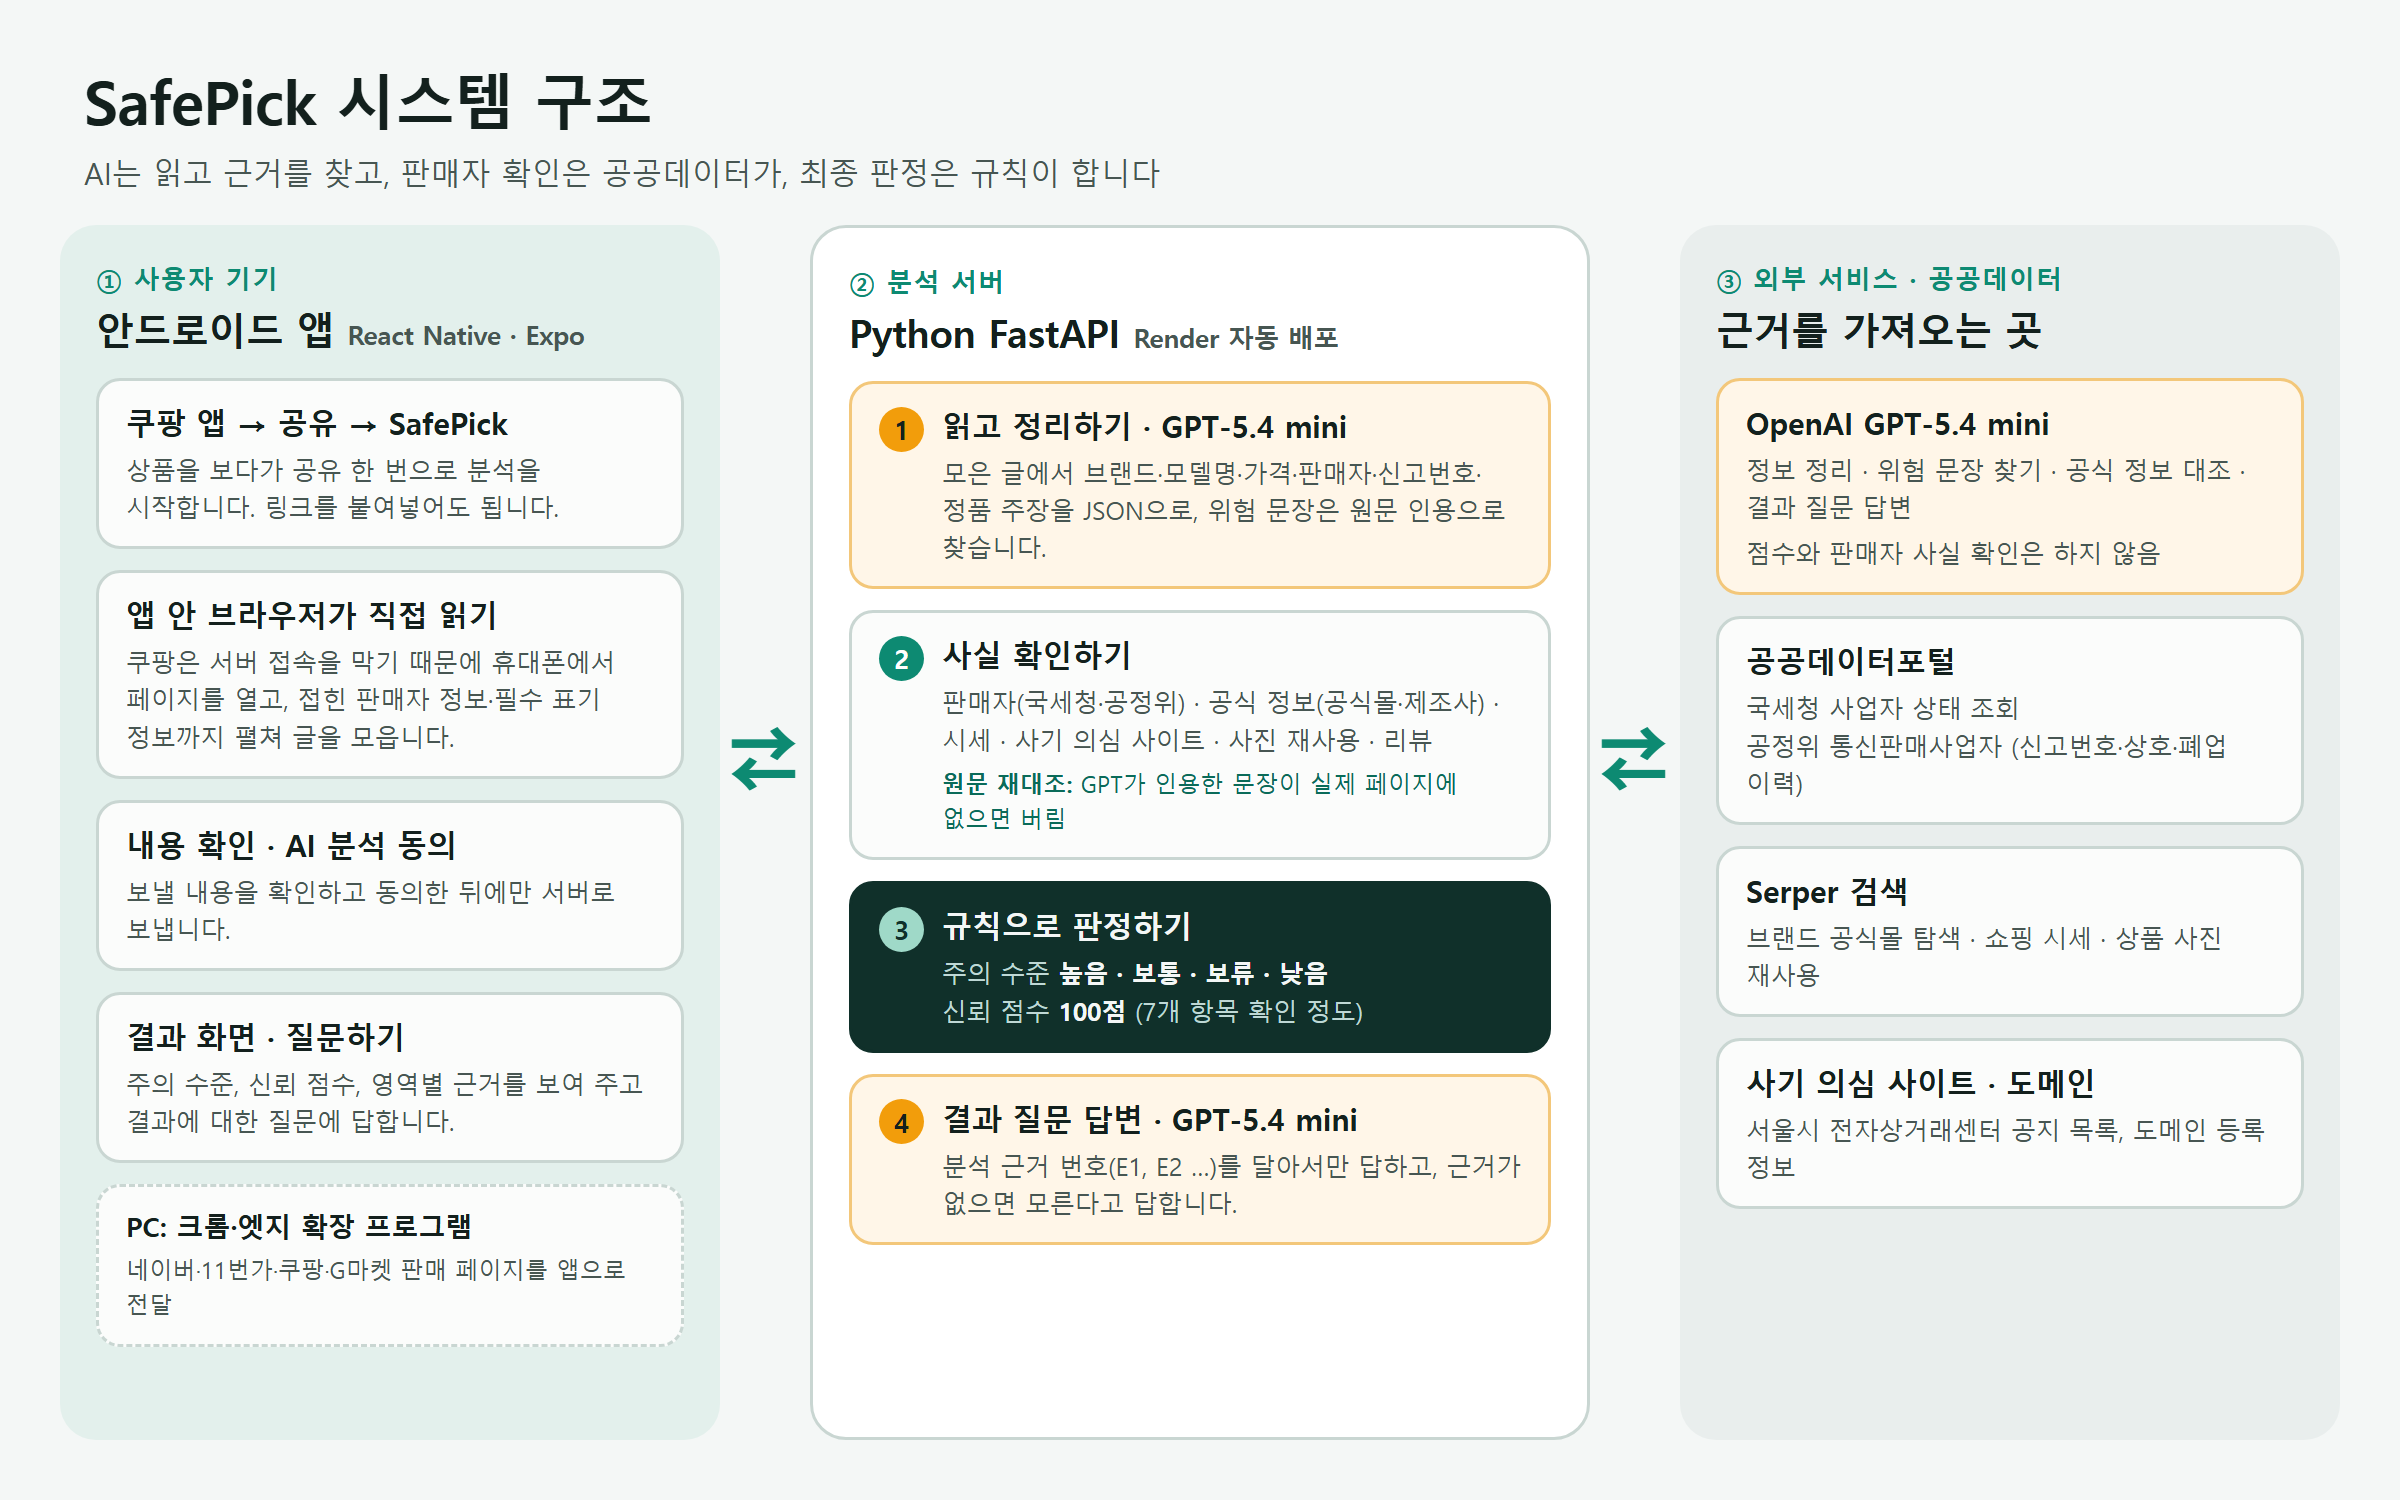 SafePick 시스템 구조
AI는 읽고 근거를 찾고, 판매자 확인은 공공데이터가, 최종 판정은 규칙이 합니다
① 사용자 기기
안드로이드 앱 React Native · Expo
쿠팡 앱 → 공유 → SafePick
상품을 보다가 공유 한 번으로 분석을
시작합니다. 링크를 붙여넣어도 됩니다.
앱 안 브라우저가 직접 읽기
쿠팡은 서버 접속을 막기 때문에 휴대폰에서
페이지를 열고, 접힌 판매자 정보·필수 표기
정보까지 펼쳐 글을 모읍니다.
내용 확인 · AI 분석 동의
보낼 내용을 확인하고 동의한 뒤에만 서버로
보냅니다.
결과 화면 · 질문하기
주의 수준, 신뢰 점수, 영역별 근거를 보여 주고
결과에 대한 질문에 답합니다.
PC: 크롬·엣지 확장 프로그램
네이버·11번가·쿠팡·G마켓 판매 페이지를 앱으로
전달
⇄
② 분석 서버
Python FastAPI Render 자동 배포
1 읽고 정리하기 · GPT-5.4 mini
모은 글에서 브랜드·모델명·가격·판매자·신고번호·
정품 주장을 JSON으로, 위험 문장은 원문 인용으로
찾습니다.
2 사실 확인하기
판매자(국세청·공정위) · 공식 정보(공식몰·제조사) ·
시세 · 사기 의심 사이트 · 사진 재사용 · 리뷰
원문 재대조: GPT가 인용한 문장이 실제 페이지에
없으면 버림
3 규칙으로 판정하기
주의 수준 높음 · 보통 · 보류 · 낮음
신뢰 점수 100점 (7개 항목 확인 정도)
4 결과 질문 답변 · GPT-5.4 mini
분석 근거 번호(E1, E2 ...)를 달아서만 답하고, 근거가
없으면 모른다고 답합니다.
⇄
③ 외부 서비스 · 공공데이터
근거를 가져오는 곳
OpenAI GPT-5.4 mini
정보 정리 · 위험 문장 찾기 · 공식 정보 대조 ·
결과 질문 답변
점수와 판매자 사실 확인은 하지 않음
공공데이터포털
국세청 사업자 상태 조회
공정위 통신판매사업자 (신고번호·상호·폐업
이력)
Serper 검색
브랜드 공식몰 탐색 · 쇼핑 시세 · 상품 사진
재사용
사기 의심 사이트 · 도메인
서울시 전자상거래센터 공지 목록, 도메인 등록
정보